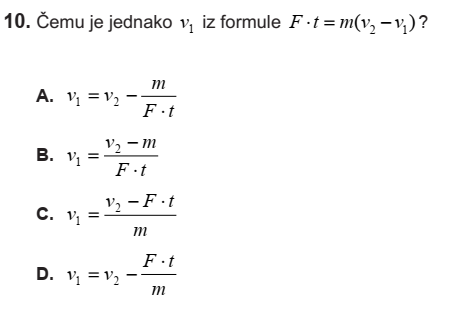 10. Čemu je jednako v₁ iz formule F · t = m(v₂ − v₁)?
A. v₁ = v₂ − m / (F · t)
B. v₁ = (v₂ − m) / (F · t)
C. v₁ = (v₂ − F · t) / m
D. v₁ = v₂ − (F · t) / m